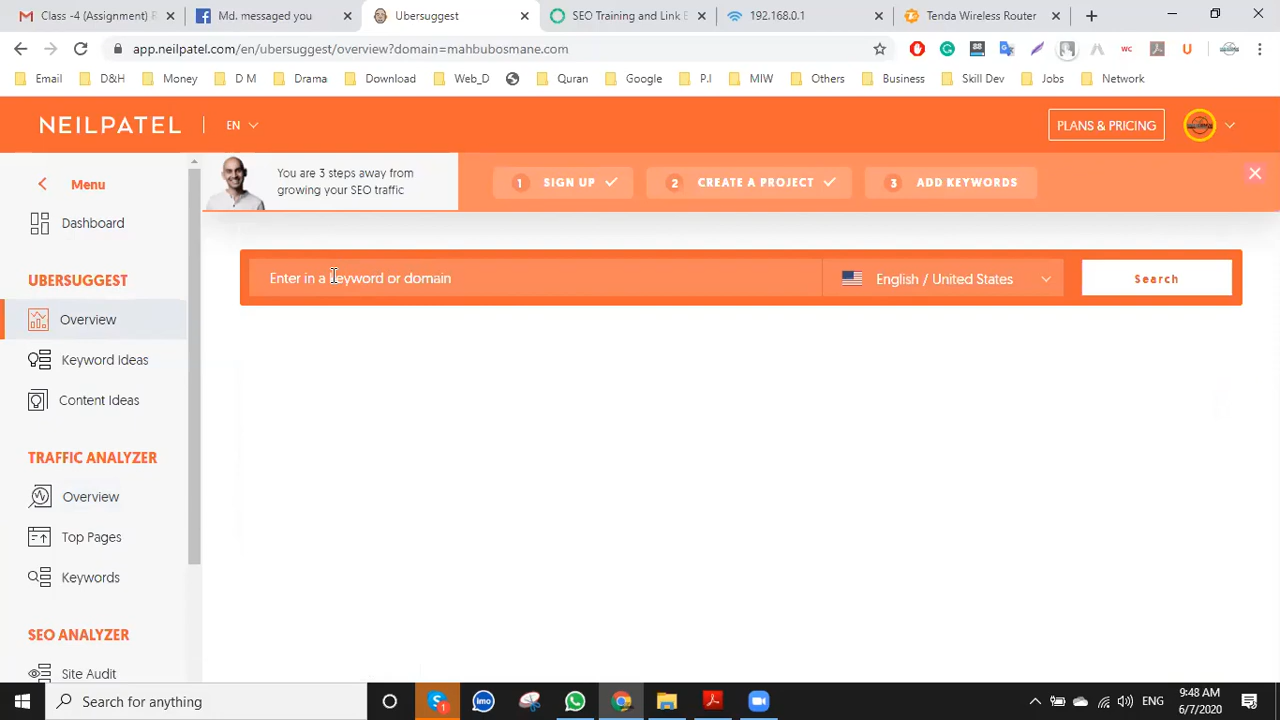 Class -4 (Assignment) R
Md. messaged you
Ubersuggest
SEO Training and Link E
192.168.0.1
Tenda Wireless Router
app.neilpatel.com/en/ubersuggest/overview?domain=mahbubosmane.com
Email
D&H
Money
D M
Drama
Download
Web_D
Quran
Google
P.I
MIW
Others
Business
Skill Dev
Jobs
Network
NEILPATEL
EN
PLANS & PRICING
Menu
You are 3 steps away from
growing your SEO traffic
1 SIGN UP
2 CREATE A PROJECT
3 ADD KEYWORDS
Dashboard
Enter in a keyword or domain
English / United States
Search
UBERSUGGEST
Overview
Keyword Ideas
Content Ideas
TRAFFIC ANALYZER
Overview
Top Pages
Keywords
SEO ANALYZER
Site Audit
Search for anything
imo
1
ENG
9:48 AM
6/7/2020